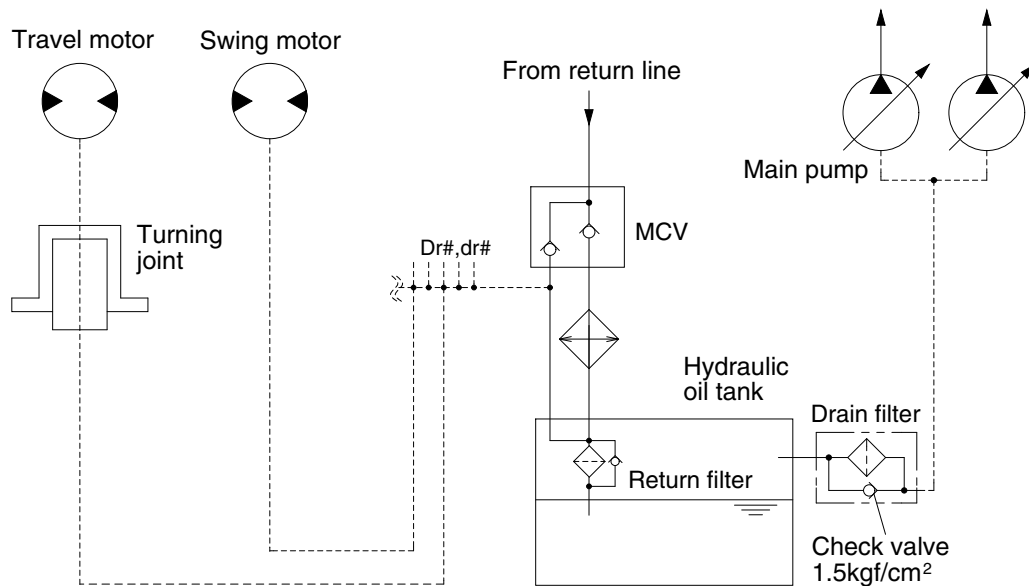 Travel motor
Swing motor
From return line
Main pump
Turning
joint
Dr#,dr#
MCV
Hydraulic
oil tank
Drain filter
Return filter
Check valve
1.5kgf/cm²